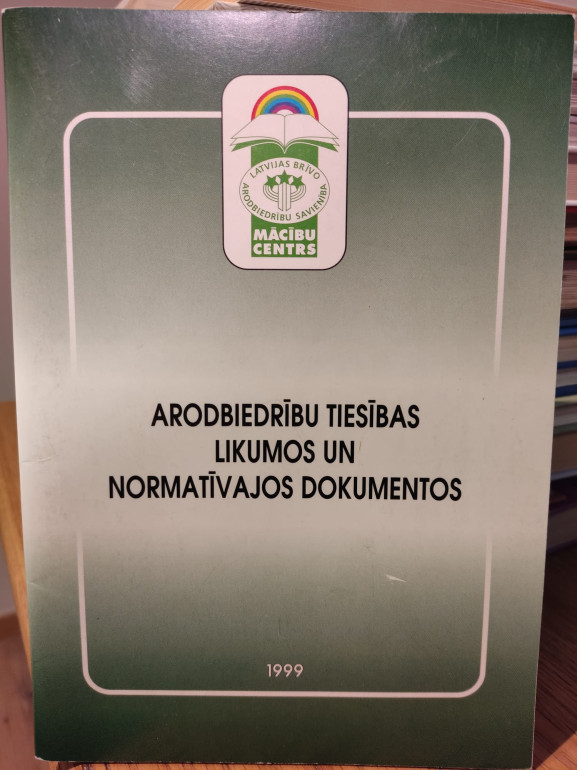 LATVIJAS BRĪVO
ARODBIEDRĪBU SAVIENĪBA
MĀCĪBU
CENTRS
ARODBIEDRĪBU TIESĪBAS
LIKUMOS UN
NORMATĪVAJOS DOKUMENTOS
1999